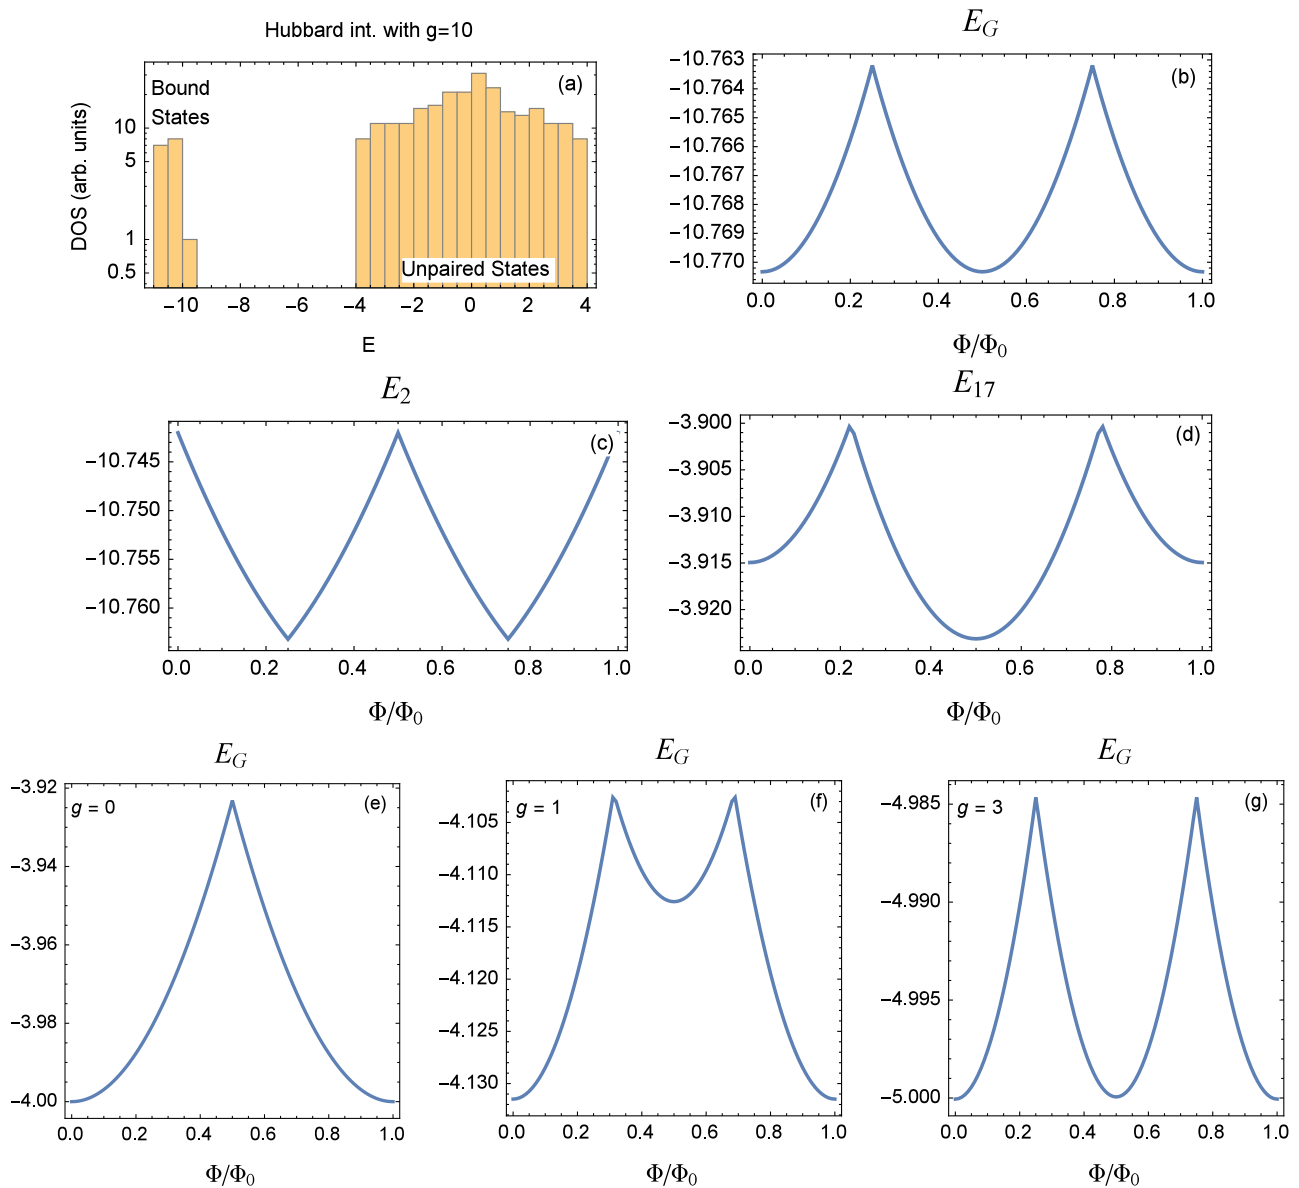 Hubbard int. with g=10
(a)
Bound
States
Unpaired States
DOS (arb. units)
10
5
1
0.5
−10 −8 −6 −4 −2 0 2 4
E
E_G
(b)
−10.763
−10.764
−10.765
−10.766
−10.767
−10.768
−10.769
−10.770
0.0 0.2 0.4 0.6 0.8 1.0
Φ/Φ₀
E₂
(c)
−10.745
−10.750
−10.755
−10.760
0.0 0.2 0.4 0.6 0.8 1.0
Φ/Φ₀
E₁₇
(d)
−3.900
−3.905
−3.910
−3.915
−3.920
0.0 0.2 0.4 0.6 0.8 1.0
Φ/Φ₀
E_G
g = 0
(e)
−3.92
−3.94
−3.96
−3.98
−4.00
0.0 0.2 0.4 0.6 0.8 1.0
Φ/Φ₀
E_G
g = 1
(f)
−4.105
−4.110
−4.115
−4.120
−4.125
−4.130
0.0 0.2 0.4 0.6 0.8 1.0
Φ/Φ₀
E_G
g = 3
(g)
−4.985
−4.990
−4.995
−5.000
0.0 0.2 0.4 0.6 0.8 1.0
Φ/Φ₀